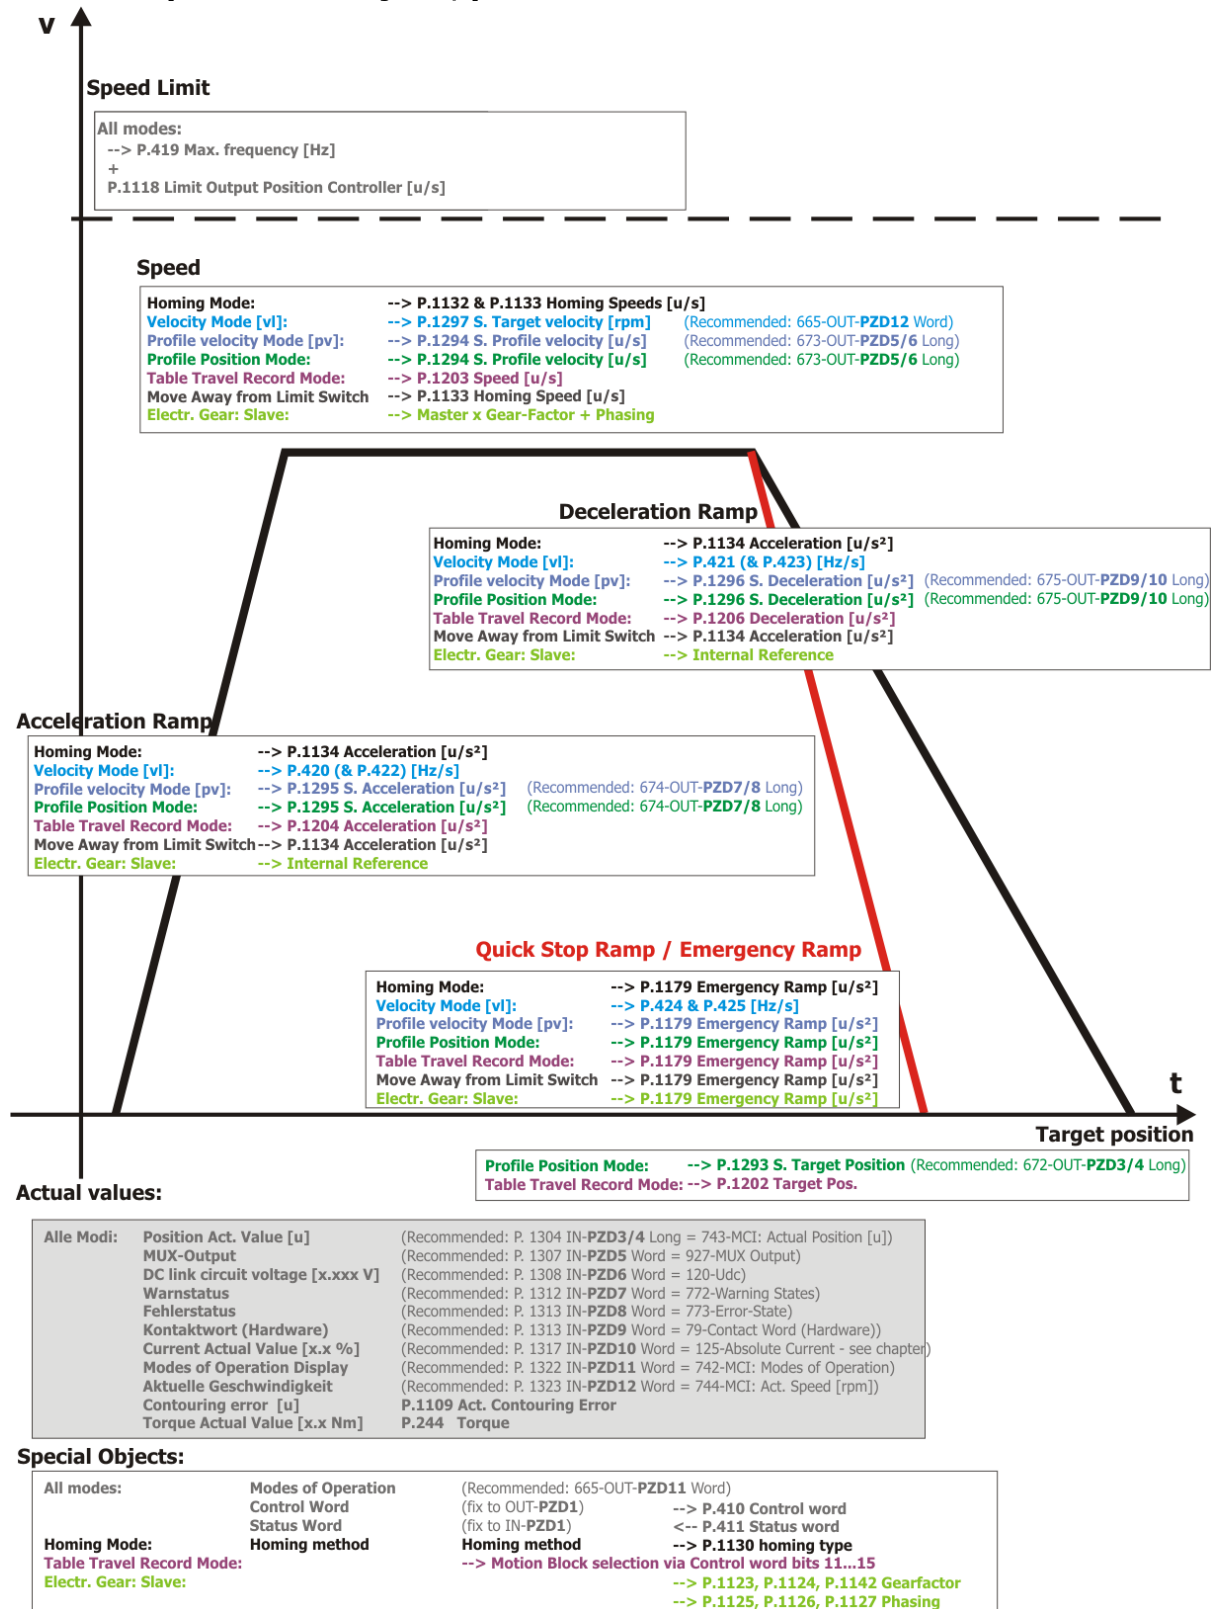 v
Speed Limit
All modes:
--> P.419 Max. frequency [Hz]
+
P.1118 Limit Output Position Controller [u/s]
Speed
Homing Mode: --> P.1132 & P.1133 Homing Speeds [u/s]
Velocity Mode [vl]: --> P.1297 S. Target velocity [rpm] (Recommended: 665-OUT-PZD12 Word)
Profile velocity Mode [pv]: --> P.1294 S. Profile velocity [u/s] (Recommended: 673-OUT-PZD5/6 Long)
Profile Position Mode: --> P.1294 S. Profile velocity [u/s] (Recommended: 673-OUT-PZD5/6 Long)
Table Travel Record Mode: --> P.1203 Speed [u/s]
Move Away from Limit Switch --> P.1133 Homing Speed [u/s]
Electr. Gear: Slave: --> Master x Gear-Factor + Phasing
Deceleration Ramp
Homing Mode: --> P.1134 Acceleration [u/s²]
Velocity Mode [vl]: --> P.421 (& P.423) [Hz/s]
Profile velocity Mode [pv]: --> P.1296 S. Deceleration [u/s²] (Recommended: 675-OUT-PZD9/10 Long)
Profile Position Mode: --> P.1296 S. Deceleration [u/s²] (Recommended: 675-OUT-PZD9/10 Long)
Table Travel Record Mode: --> P.1206 Deceleration [u/s²]
Move Away from Limit Switch --> P.1134 Acceleration [u/s²]
Electr. Gear: Slave: --> Internal Reference
Acceleration Ramp
Homing Mode: --> P.1134 Acceleration [u/s²]
Velocity Mode [vl]: --> P.420 (& P.422) [Hz/s]
Profile velocity Mode [pv]: --> P.1295 S. Acceleration [u/s²] (Recommended: 674-OUT-PZD7/8 Long)
Profile Position Mode: --> P.1295 S. Acceleration [u/s²] (Recommended: 674-OUT-PZD7/8 Long)
Table Travel Record Mode: --> P.1204 Acceleration [u/s²]
Move Away from Limit Switch --> P.1134 Acceleration [u/s²]
Electr. Gear: Slave: --> Internal Reference
Quick Stop Ramp / Emergency Ramp
Homing Mode: --> P.1179 Emergency Ramp [u/s²]
Velocity Mode [vl]: --> P.424 & P.425 [Hz/s]
Profile velocity Mode [pv]: --> P.1179 Emergency Ramp [u/s²]
Profile Position Mode: --> P.1179 Emergency Ramp [u/s²]
Table Travel Record Mode: --> P.1179 Emergency Ramp [u/s²]
Move Away from Limit Switch --> P.1179 Emergency Ramp [u/s²]
Electr. Gear: Slave: --> P.1179 Emergency Ramp [u/s²]
t
Target position
Profile Position Mode: --> P.1293 S. Target Position (Recommended: 672-OUT-PZD3/4 Long)
Table Travel Record Mode: --> P.1202 Target Pos.
Actual values:
Alle Modi: Position Act. Value [u] (Recommended: P. 1304 IN-PZD3/4 Long = 743-MCI: Actual Position [u])
MUX-Output (Recommended: P. 1307 IN-PZD5 Word = 927-MUX Output)
DC link circuit voltage [x.xxx V] (Recommended: P. 1308 IN-PZD6 Word = 120-Udc)
Warnstatus (Recommended: P. 1312 IN-PZD7 Word = 772-Warning States)
Fehlerstatus (Recommended: P. 1313 IN-PZD8 Word = 773-Error-State)
Kontaktwort (Hardware) (Recommended: P. 1313 IN-PZD9 Word = 79-Contact Word (Hardware))
Current Actual Value [x.x %] (Recommended: P. 1317 IN-PZD10 Word = 125-Absolute Current - see chapter)
Modes of Operation Display (Recommended: P. 1322 IN-PZD11 Word = 742-MCI: Modes of Operation)
Aktuelle Geschwindigkeit (Recommended: P. 1323 IN-PZD12 Word = 744-MCI: Act. Speed [rpm])
Contouring error [u] P.1109 Act. Contouring Error
Torque Actual Value [x.x Nm] P.244 Torque
Special Objects:
All modes: Modes of Operation (Recommended: 665-OUT-PZD11 Word)
Control Word (fix to OUT-PZD1) --> P.410 Control word
Status Word (fix to IN-PZD1) <-- P.411 Status word
Homing Mode: Homing method Homing method --> P.1130 homing type
Table Travel Record Mode: --> Motion Block selection via Control word bits 11...15
Electr. Gear: Slave: --> P.1123, P.1124, P.1142 Gearfactor
--> P.1125, P.1126, P.1127 Phasing